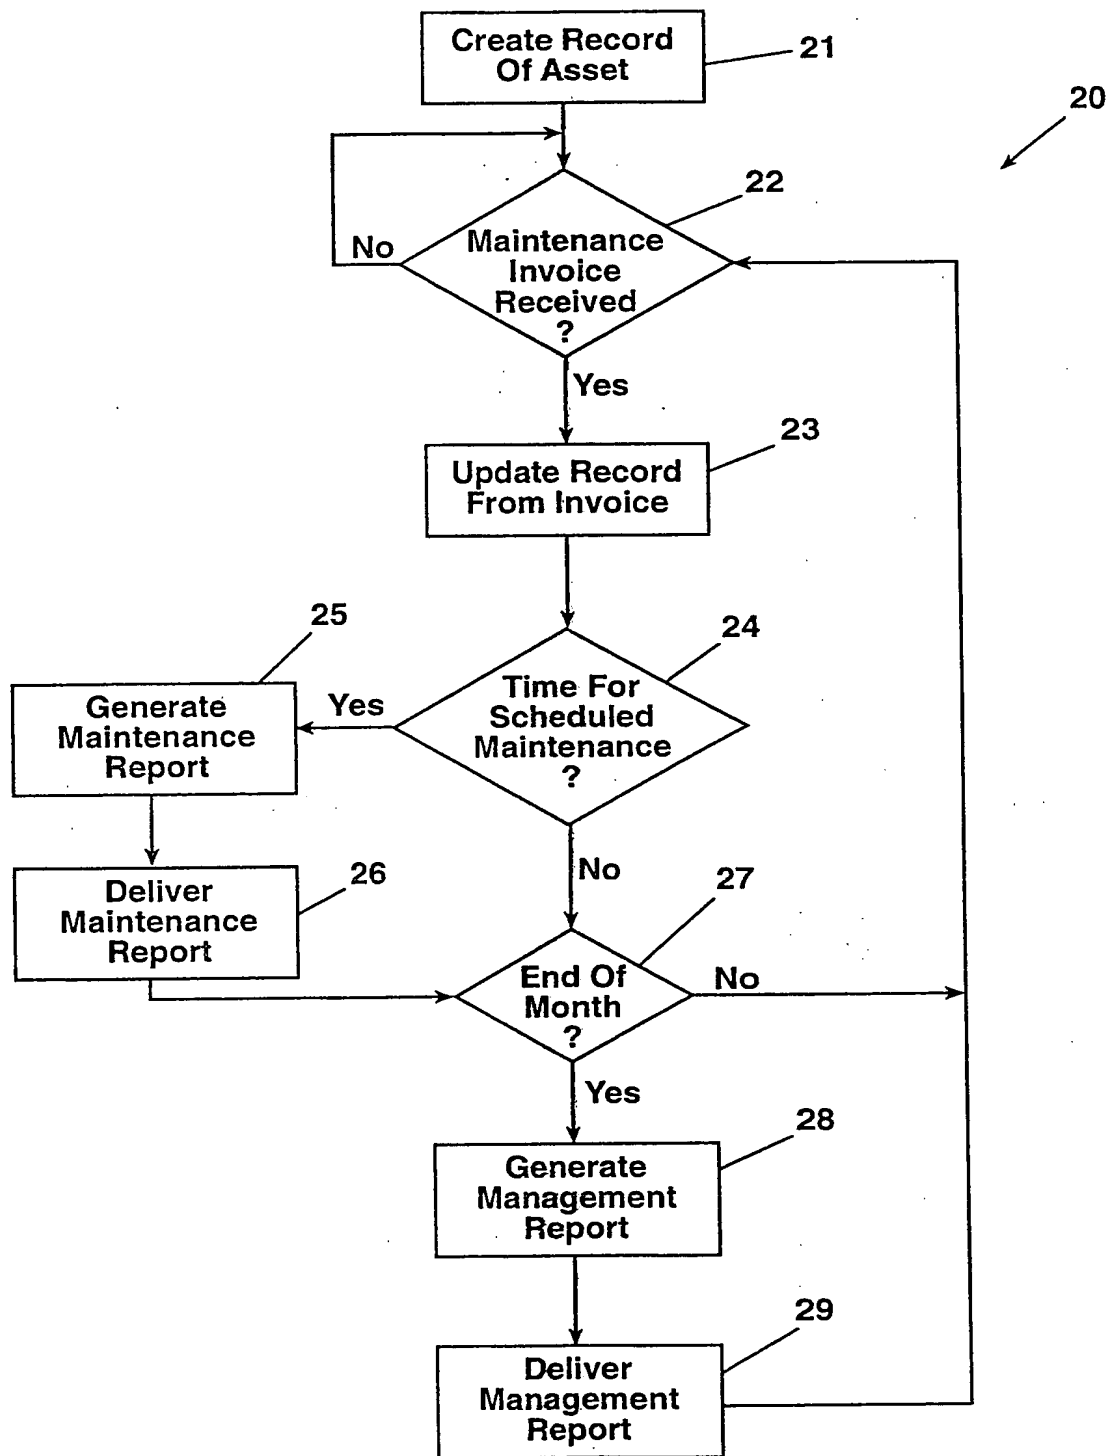 Create Record
Of Asset
21
20
22
Maintenance
Invoice
Received
?
No
Yes
23
Update Record
From Invoice
25
24
Generate
Maintenance
Report
Yes
Time For
Scheduled
Maintenance
?
No
Deliver
Maintenance
Report
26
27
End Of
Month
?
No
Yes
28
Generate
Management
Report
29
Deliver
Management
Report